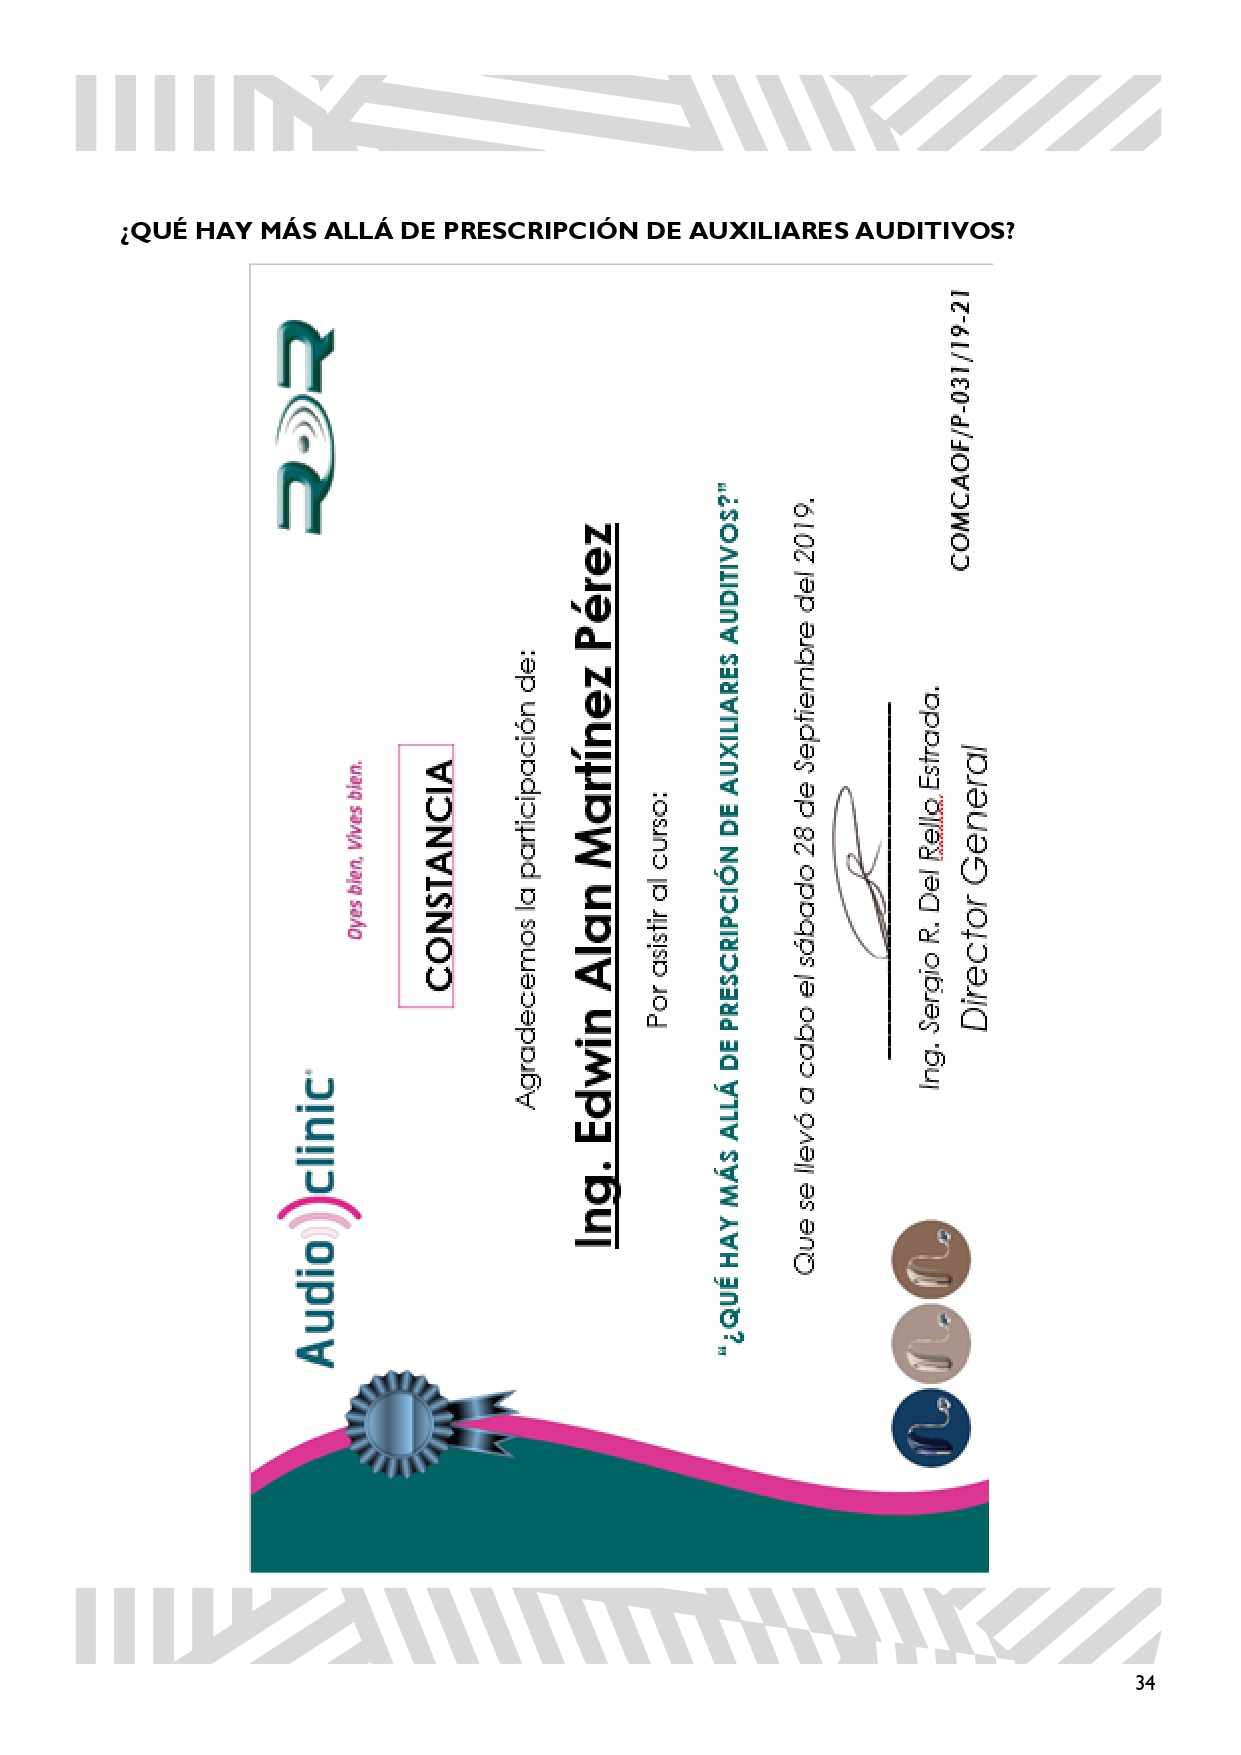 ¿QUÉ HAY MÁS ALLÁ DE PRESCRIPCIÓN DE AUXILIARES AUDITIVOS?
Audio clinic
RDR
Oyes bien, Vives bien.
CONSTANCIA
Agradecemos la participación de:
Ing. Edwin Alan Martínez Pérez
Por asistir al curso:
“¿QUÉ HAY MÁS ALLÁ DE PRESCRIPCIÓN DE AUXILIARES AUDITIVOS?”
Que se llevó a cabo el sábado 28 de Septiembre del 2019.
Ing. Sergio R. Del Rello Estrada.
COMCAOF/P-031/19-21
Director General
34